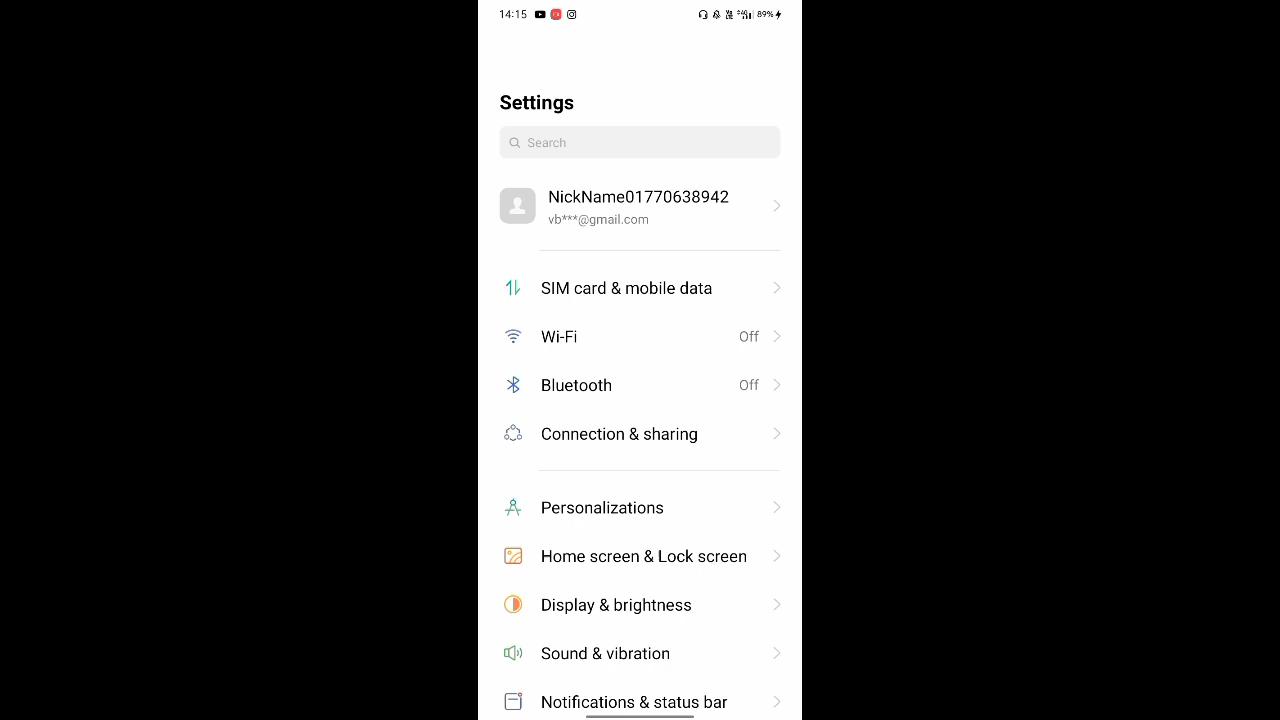 14:15 89%
Settings
Search
NickName01770638942
vb***@gmail.com
SIM card & mobile data
Wi-Fi Off
Bluetooth Off
Connection & sharing
Personalizations
Home screen & Lock screen
Display & brightness
Sound & vibration
Notifications & status bar